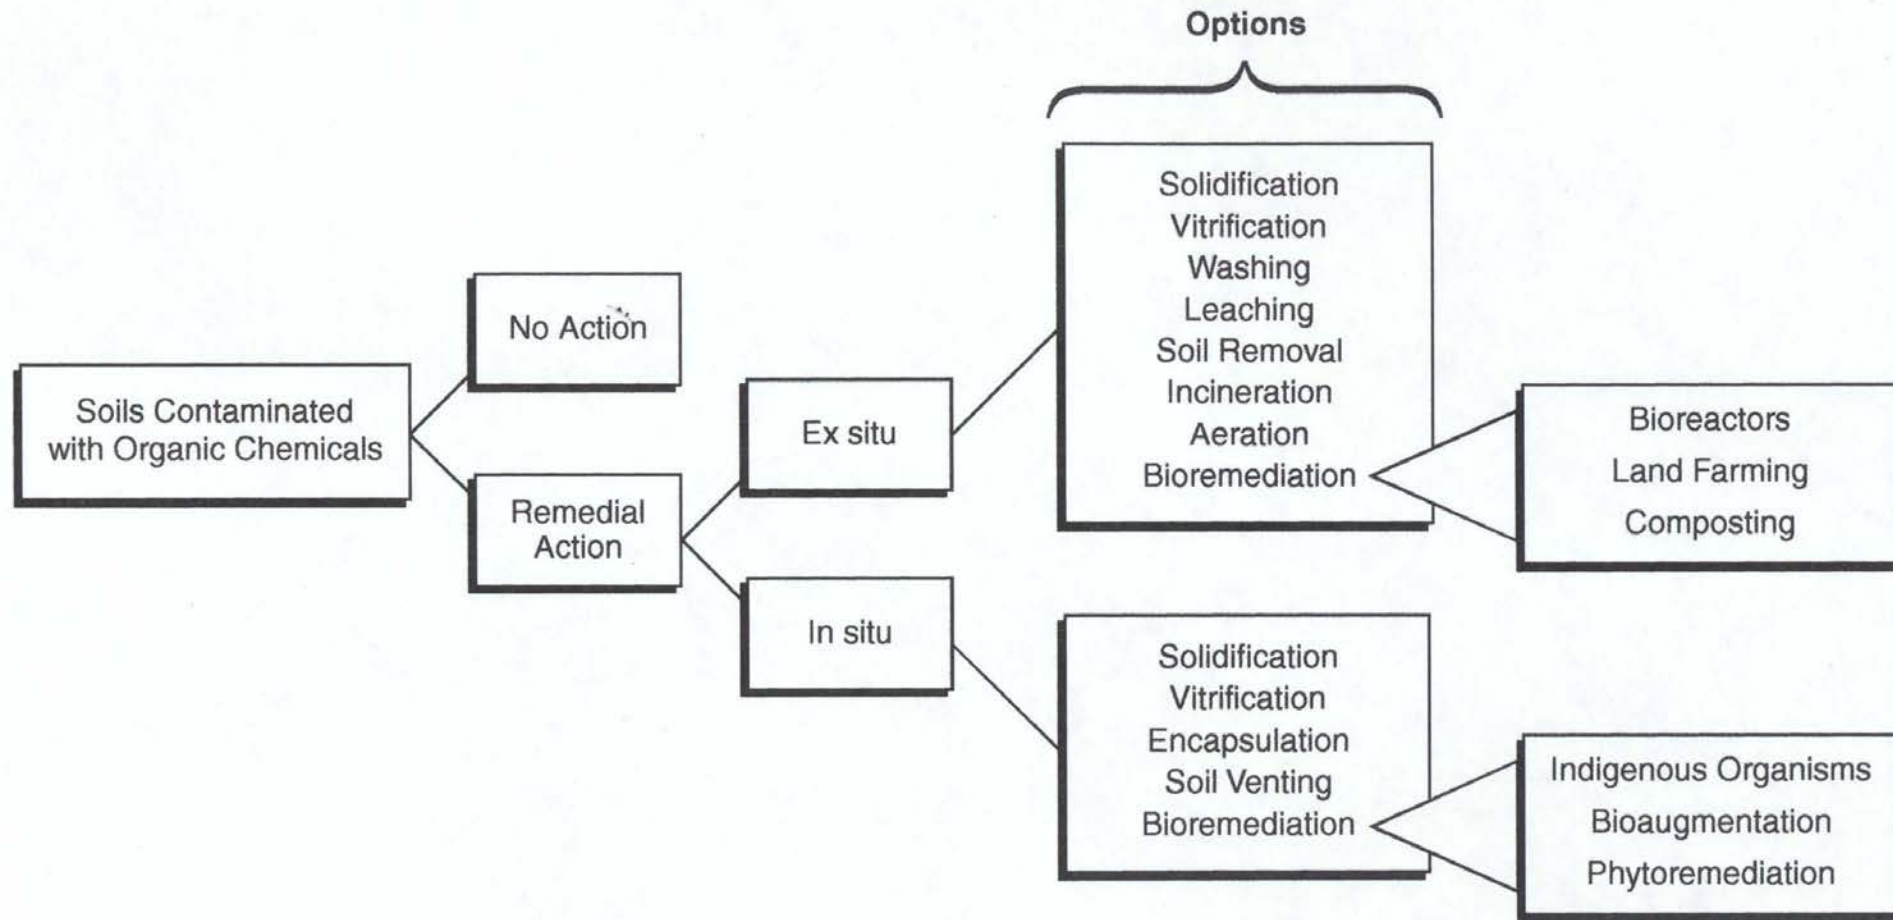 Options
Soils Contaminated
with Organic Chemicals
No Action
Remedial
Action
Ex situ
In situ
Solidification
Vitrification
Washing
Leaching
Soil Removal
Incineration
Aeration
Bioremediation
Bioreactors
Land Farming
Composting
Solidification
Vitrification
Encapsulation
Soil Venting
Bioremediation
Indigenous Organisms
Bioaugmentation
Phytoremediation